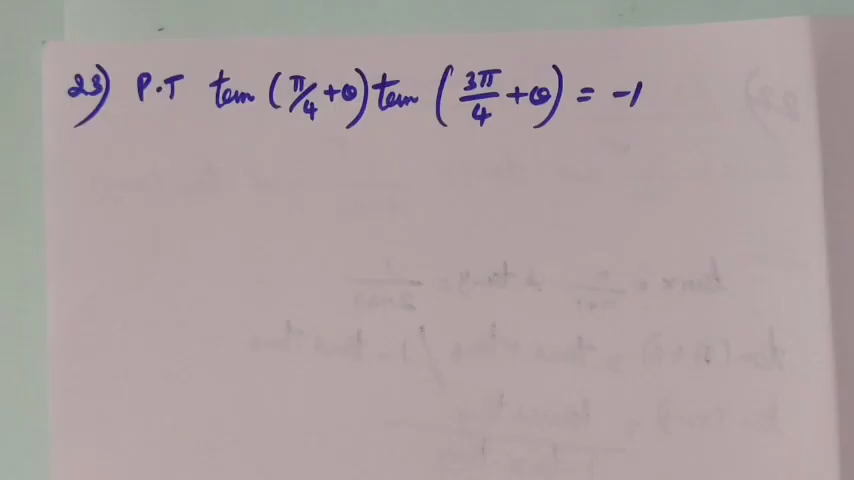 23) P.T tan (π/4 + θ) tan (3π/4 + θ) = -1